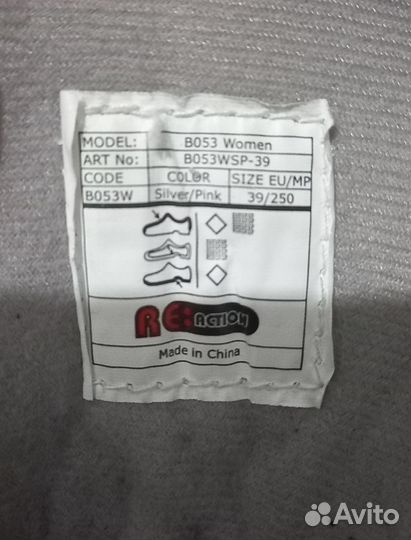 MODEL: B053 Women
ART No: B053WSP-39
CODE COLOR SIZE EU/MP
B053W Silver/Pink 39/250
RE:ACTION
Made in China
Avito